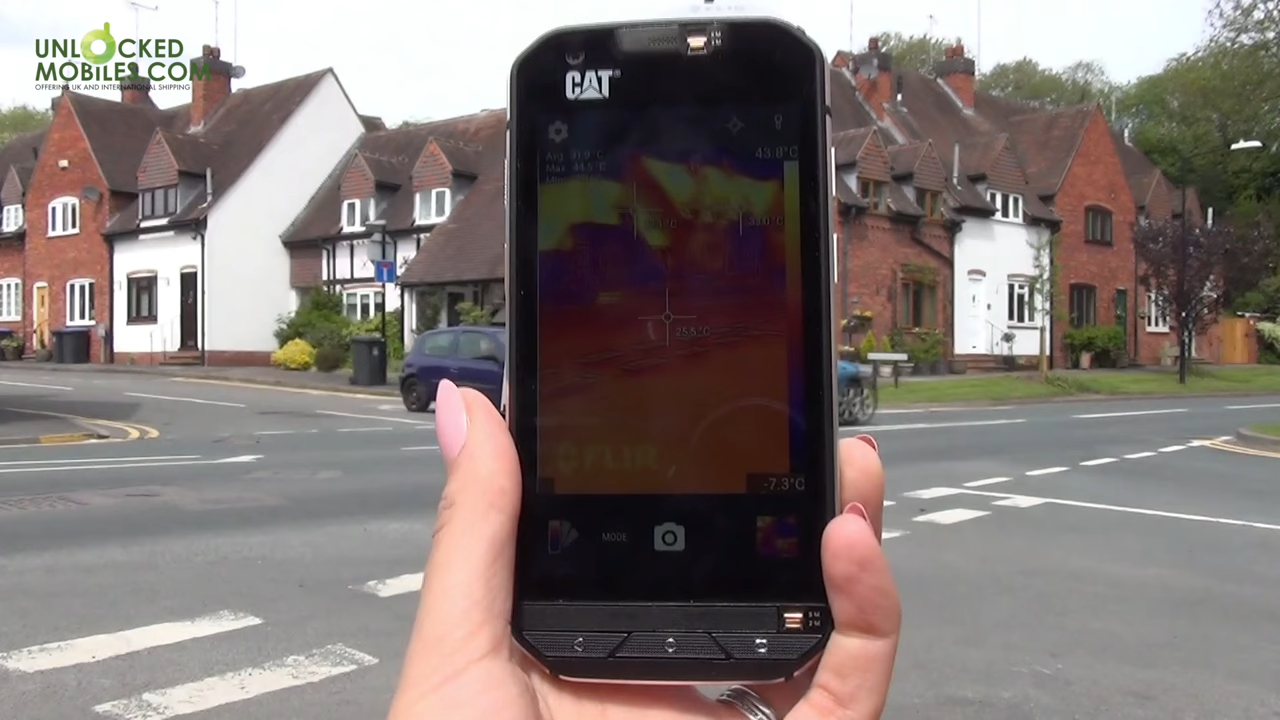 UNLOCKED
MOBILES.COM
OFFERING UK AND INTERNATIONAL SHIPPING
CAT®
43.8°C
25.5°C
FLIR
-7.3°C
MODE